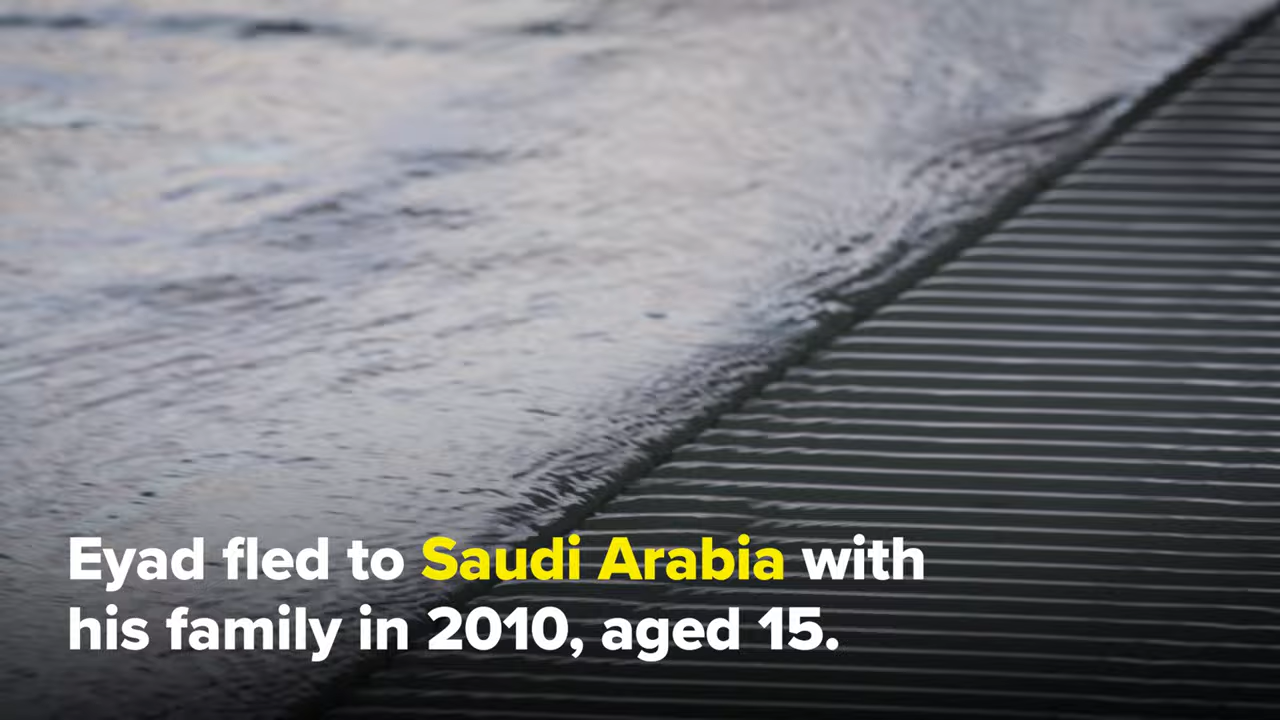 Eyad fled to Saudi Arabia with
his family in 2010, aged 15.